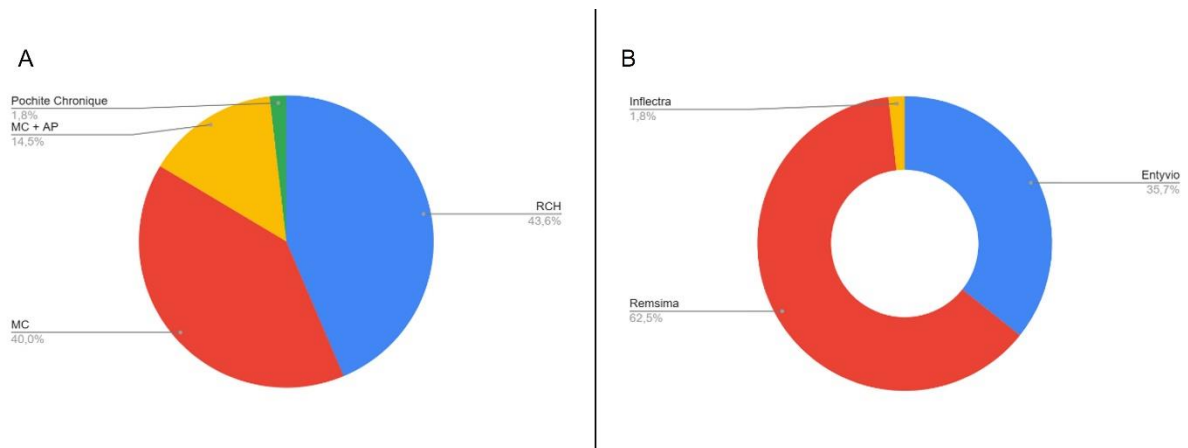 A
Pochite Chronique
1,8%
MC + AP
14,5%
RCH
43,6%
MC
40,0%
B
Inflectra
1,8%
Entyvio
35,7%
Remsima
62,5%